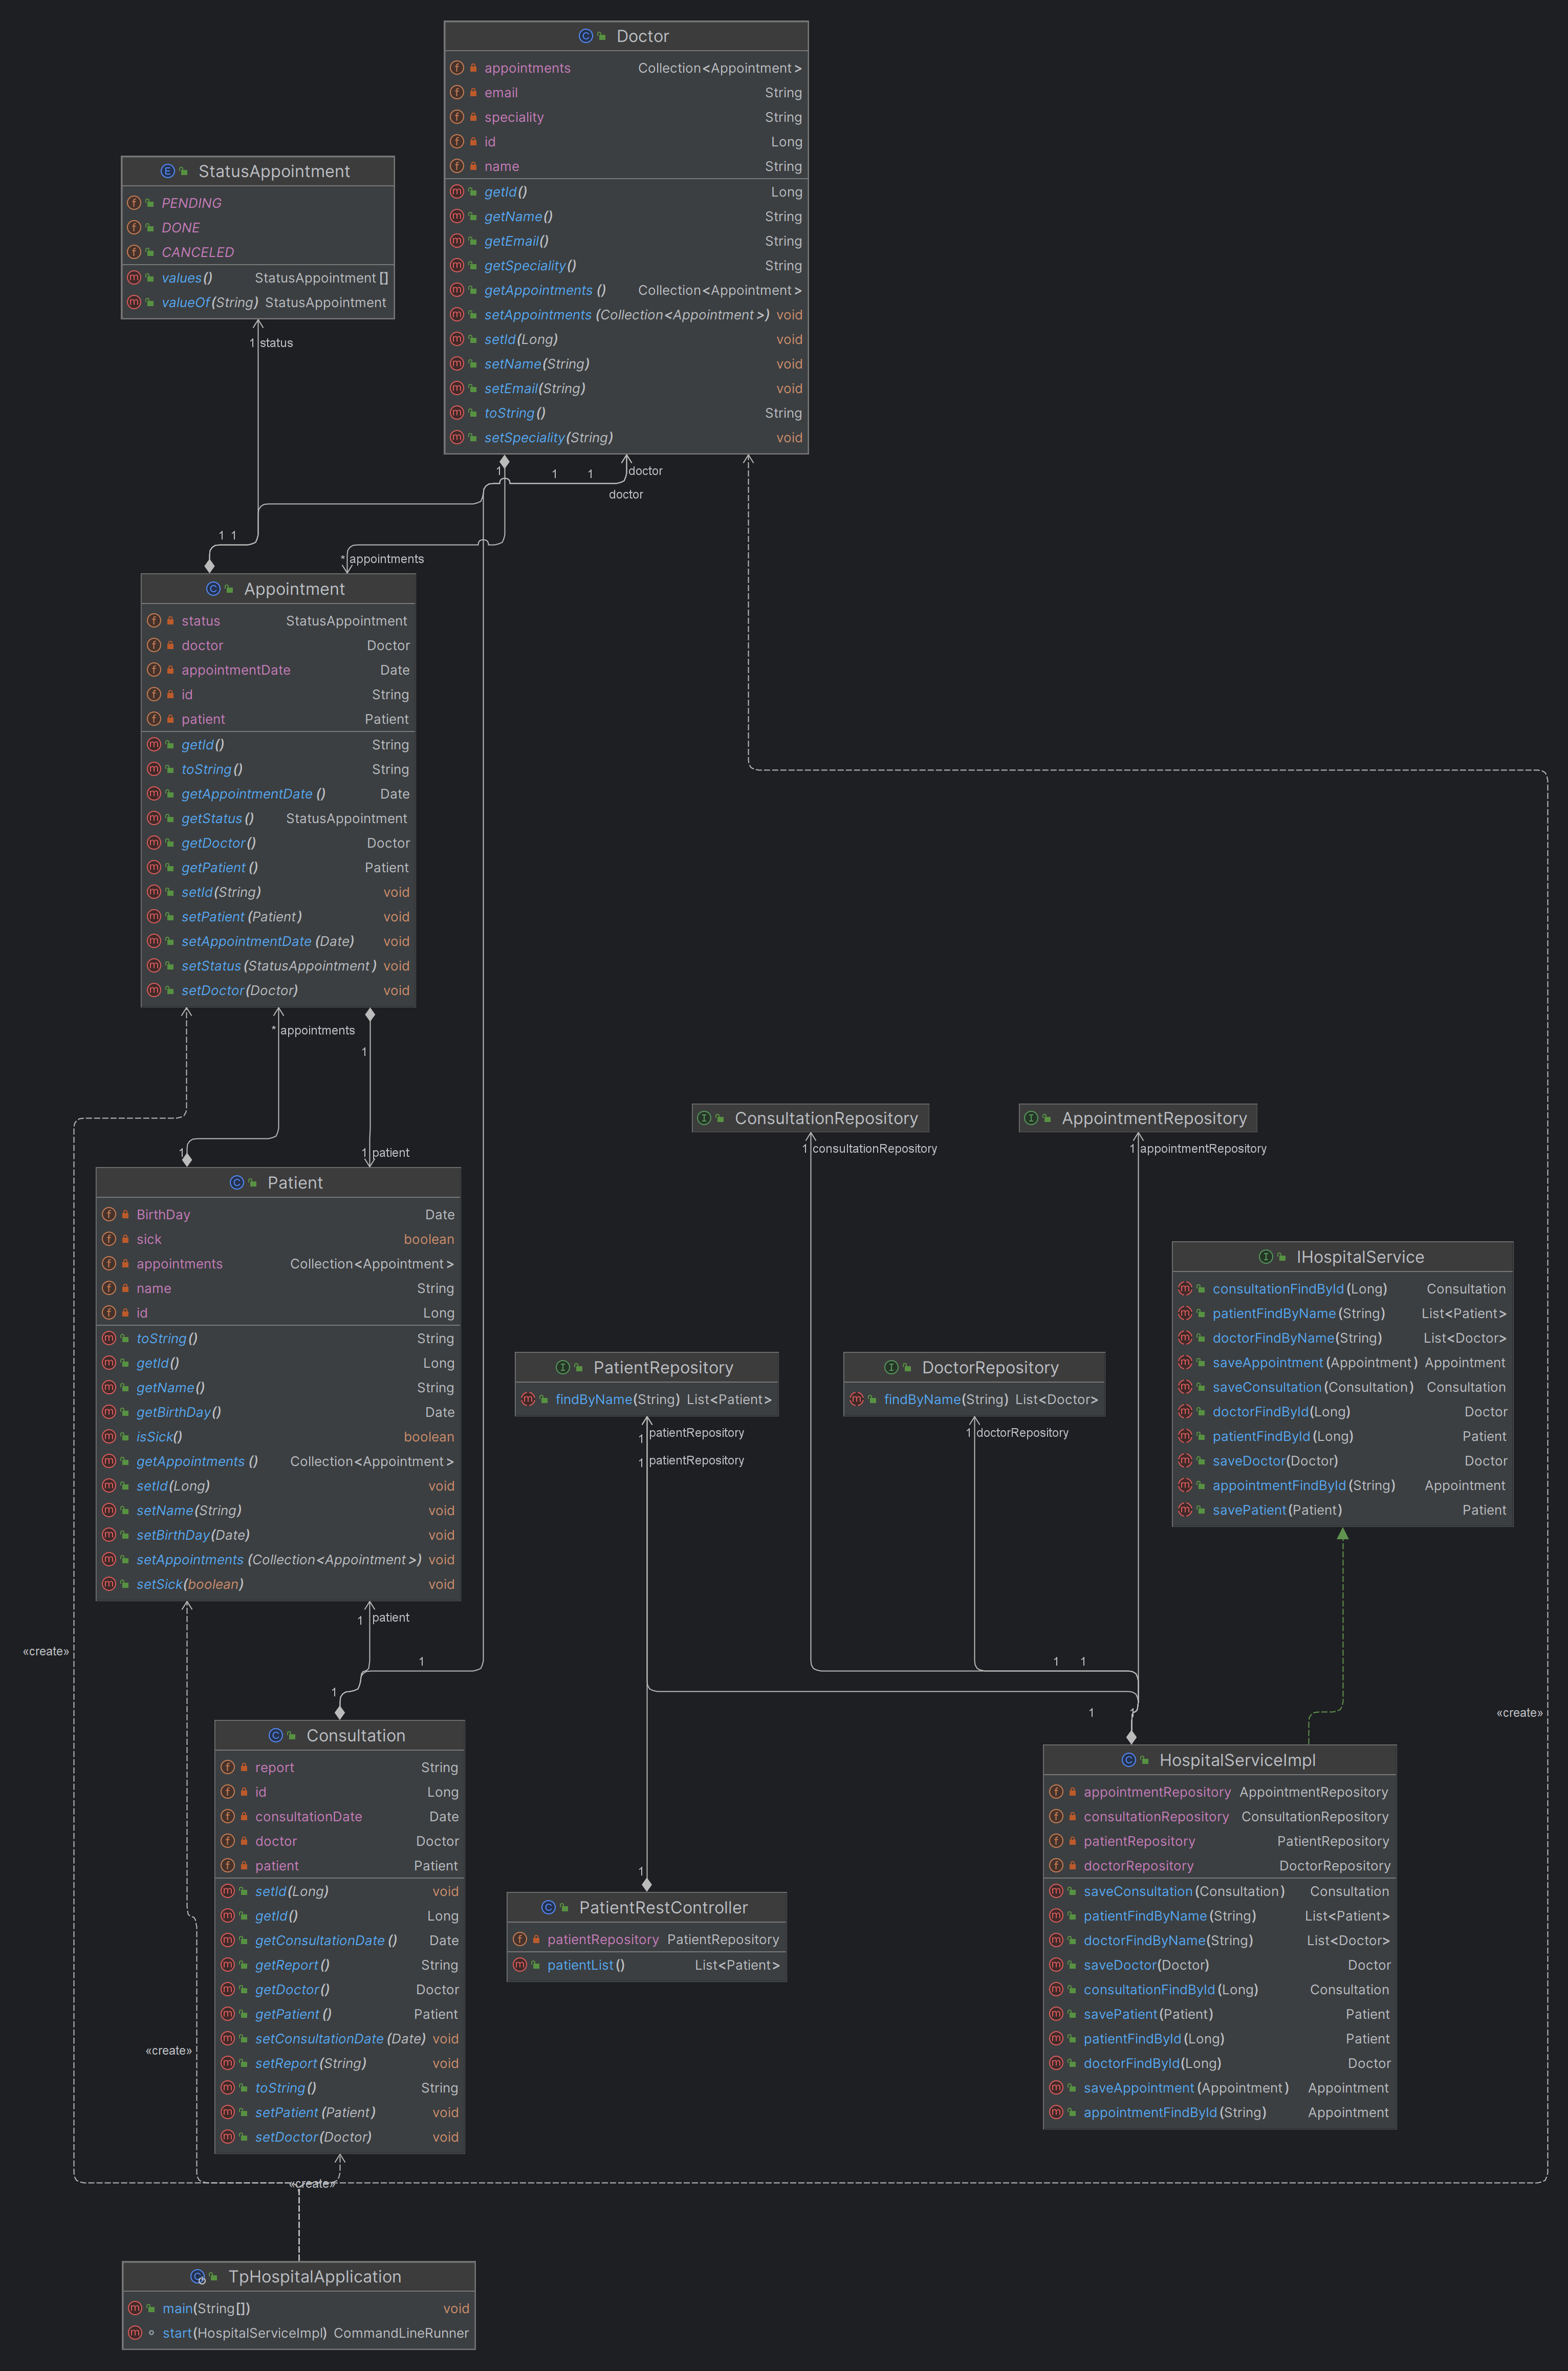 Doctor
appointments Collection<Appointment>
email String
speciality String
id Long
name String
getId() Long
getName() String
getEmail() String
getSpeciality() String
getAppointments () Collection<Appointment>
setAppointments (Collection<Appointment>) void
setId(Long) void
setName(String) void
setEmail(String) void
toString() String
setSpeciality(String) void
StatusAppointment
PENDING
DONE
CANCELED
values() StatusAppointment []
valueOf(String) StatusAppointment
1 status
1 1 1 doctor
doctor
1 1
* appointments
Appointment
status StatusAppointment
doctor Doctor
appointmentDate Date
id String
patient Patient
getId() String
toString() String
getAppointmentDate () Date
getStatus () StatusAppointment
getDoctor() Doctor
getPatient () Patient
setId(String) void
setPatient (Patient) void
setAppointmentDate (Date) void
setStatus (StatusAppointment) void
setDoctor(Doctor) void
* appointments
1
1 1 patient
Patient
BirthDay Date
sick boolean
appointments Collection<Appointment>
name String
id Long
toString() String
getId() Long
getName() String
getBirthDay() Date
isSick() boolean
getAppointments () Collection<Appointment>
setId(Long) void
setName(String) void
setBirthDay(Date) void
setAppointments (Collection<Appointment>) void
setSick(boolean) void
ConsultationRepository
1 consultationRepository
AppointmentRepository
1 appointmentRepository
IHospitalService
consultationFindById(Long) Consultation
patientFindByName(String) List<Patient>
doctorFindByName(String) List<Doctor>
saveAppointment(Appointment) Appointment
saveConsultation(Consultation) Consultation
doctorFindById(Long) Doctor
patientFindById(Long) Patient
saveDoctor(Doctor) Doctor
appointmentFindById(String) Appointment
savePatient(Patient) Patient
PatientRepository
findByName(String) List<Patient>
1 patientRepository
1 patientRepository
DoctorRepository
findByName(String) List<Doctor>
1 doctorRepository
1 patient
«create»
1
1
1 1
1 1
«create»
Consultation
report String
id Long
consultationDate Date
doctor Doctor
patient Patient
setId(Long) void
getId() Long
getConsultationDate () Date
getReport() String
getDoctor() Doctor
getPatient () Patient
setConsultationDate (Date) void
setReport(String) void
toString() String
setPatient (Patient) void
setDoctor(Doctor) void
HospitalServiceImpl
appointmentRepository AppointmentRepository
consultationRepository ConsultationRepository
patientRepository PatientRepository
doctorRepository DoctorRepository
saveConsultation (Consultation) Consultation
patientFindByName(String) List<Patient>
doctorFindByName(String) List<Doctor>
saveDoctor(Doctor) Doctor
consultationFindById(Long) Consultation
savePatient(Patient) Patient
patientFindById(Long) Patient
doctorFindById(Long) Doctor
saveAppointment (Appointment) Appointment
appointmentFindById(String) Appointment
1
PatientRestController
patientRepository PatientRepository
patientList () List<Patient>
«create»
«create»
TpHospitalApplication
main(String[]) void
start(HospitalServiceImpl) CommandLineRunner